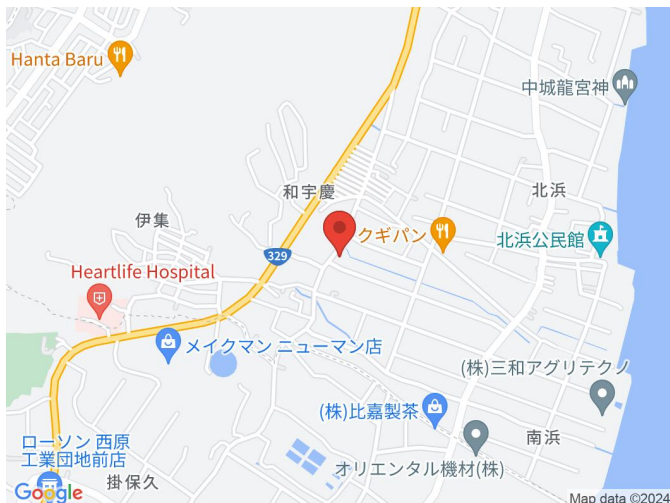 Hanta Baru
中城龍宮神
北浜
和宇慶
伊集
クギパン
北浜公民館
329
Heartlife Hospital
メイクマン ニューマン店
(株)三和アグリテクノ
(株)比嘉製茶
南浜
ローソン 西原
工業団地前店
オリエンタル機材(株)
掛保久
Google
Map data ©2024